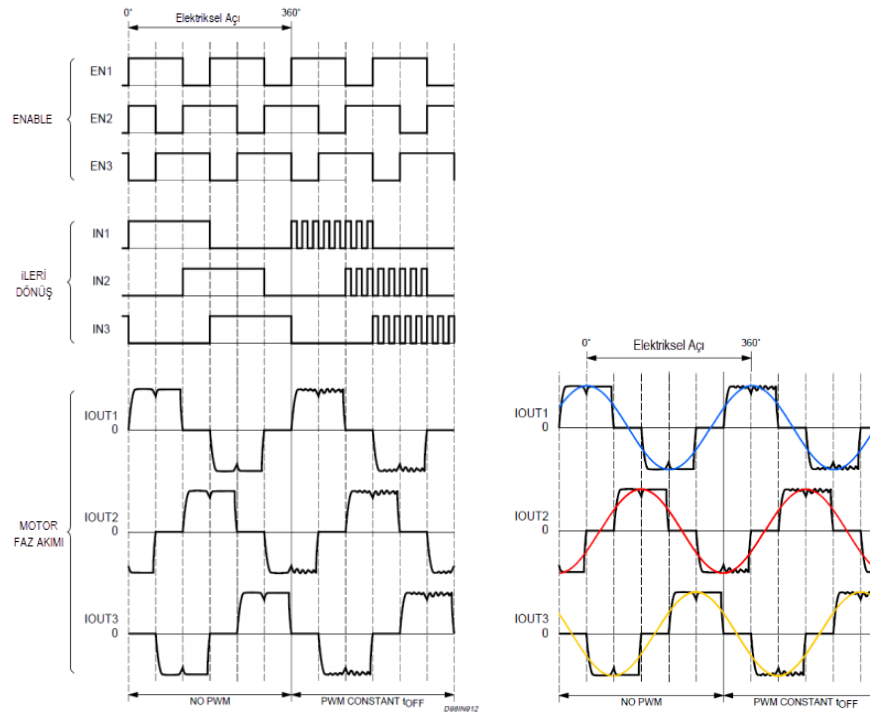 0° Elektriksel Açı 360°
EN1
ENABLE
EN2
EN3
IN1
iLERİ
DÖNÜŞ
IN2
IN3
IOUT1
0
MOTOR
FAZ AKIMI
IOUT2
0
IOUT3
0
NO PWM
PWM CONSTANT tOFF
D98IN912
0° Elektriksel Açı 360°
IOUT1
0
IOUT2
0
IOUT3
0
NO PWM
PWM CONSTANT tOFF